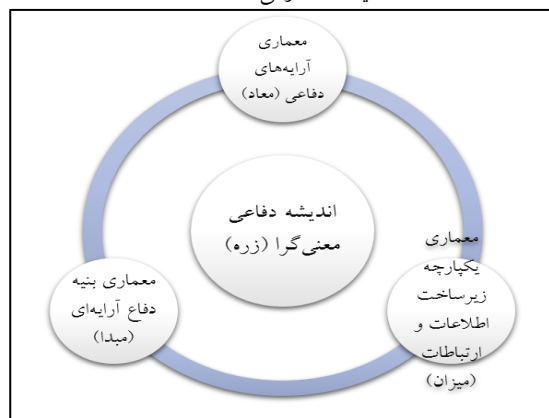 معماری
آرایه‌های
دفاعی (معاد)
اندیشه دفاعی
معنی‌گرا (زره)
معماری
یکپارچه
زیرساخت
اطلاعات و
ارتباطات
(میزان)
معماری بنیه
دفاع آرایه‌ای
(مبدا)